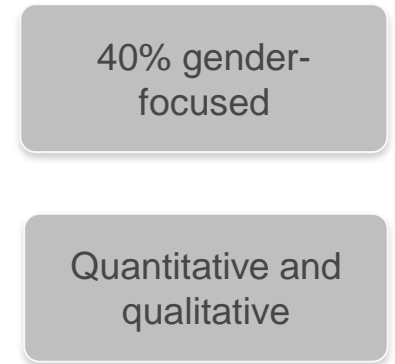 40% gender-
focused
Quantitative and
qualitative